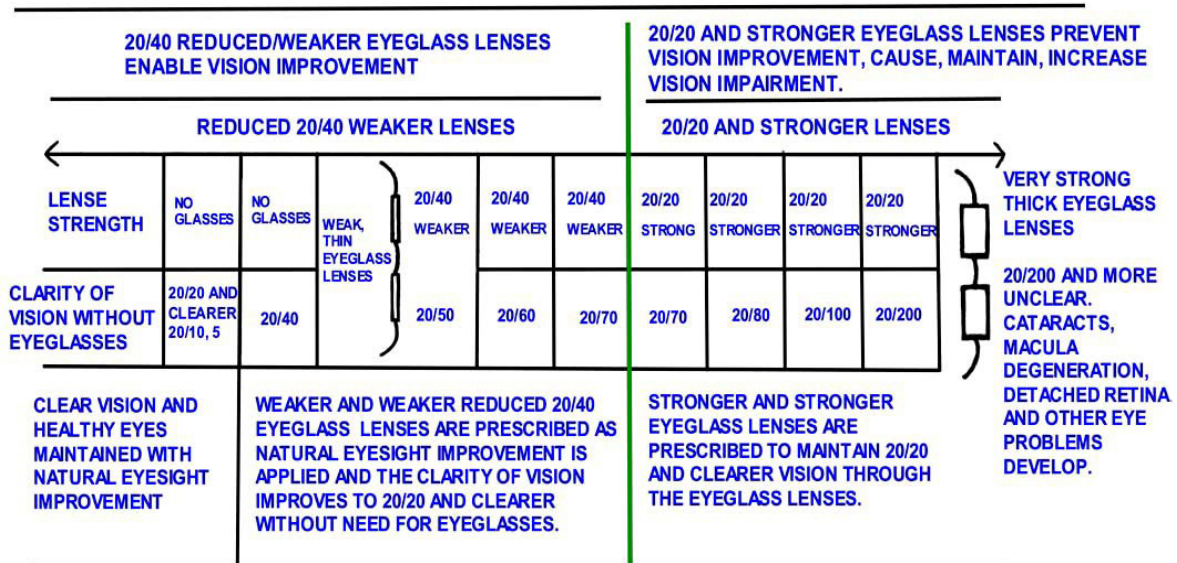 20/40 REDUCED/WEAKER EYEGLASS LENSES
ENABLE VISION IMPROVEMENT
20/20 AND STRONGER EYEGLASS LENSES PREVENT
VISION IMPROVEMENT, CAUSE, MAINTAIN, INCREASE
VISION IMPAIRMENT.
REDUCED 20/40 WEAKER LENSES
20/20 AND STRONGER LENSES
LENSE
STRENGTH
NO
GLASSES
NO
GLASSES
WEAK,
THIN
EYEGLASS
LENSES
20/40
WEAKER
20/40
WEAKER
20/40
WEAKER
20/20
STRONG
20/20
STRONGER
20/20
STRONGER
20/20
STRONGER
VERY STRONG
THICK EYEGLASS
LENSES
CLARITY OF
VISION WITHOUT
EYEGLASSES
20/20 AND
CLEARER
20/10, 5
20/40
20/50
20/60
20/70
20/70
20/80
20/100
20/200
20/200 AND MORE
UNCLEAR.
CATARACTS,
MACULA
DEGENERATION,
DETACHED RETINA
AND OTHER EYE
PROBLEMS
DEVELOP.
CLEAR VISION AND
HEALTHY EYES
MAINTAINED WITH
NATURAL EYESIGHT
IMPROVEMENT
WEAKER AND WEAKER REDUCED 20/40
EYEGLASS LENSES ARE PRESCRIBED AS
NATURAL EYESIGHT IMPROVEMENT IS
APPLIED AND THE CLARITY OF VISION
IMPROVES TO 20/20 AND CLEARER
WITHOUT NEED FOR EYEGLASSES.
STRONGER AND STRONGER
EYEGLASS LENSES ARE
PRESCRIBED TO MAINTAIN 20/20
AND CLEARER VISION THROUGH
THE EYEGLASS LENSES.